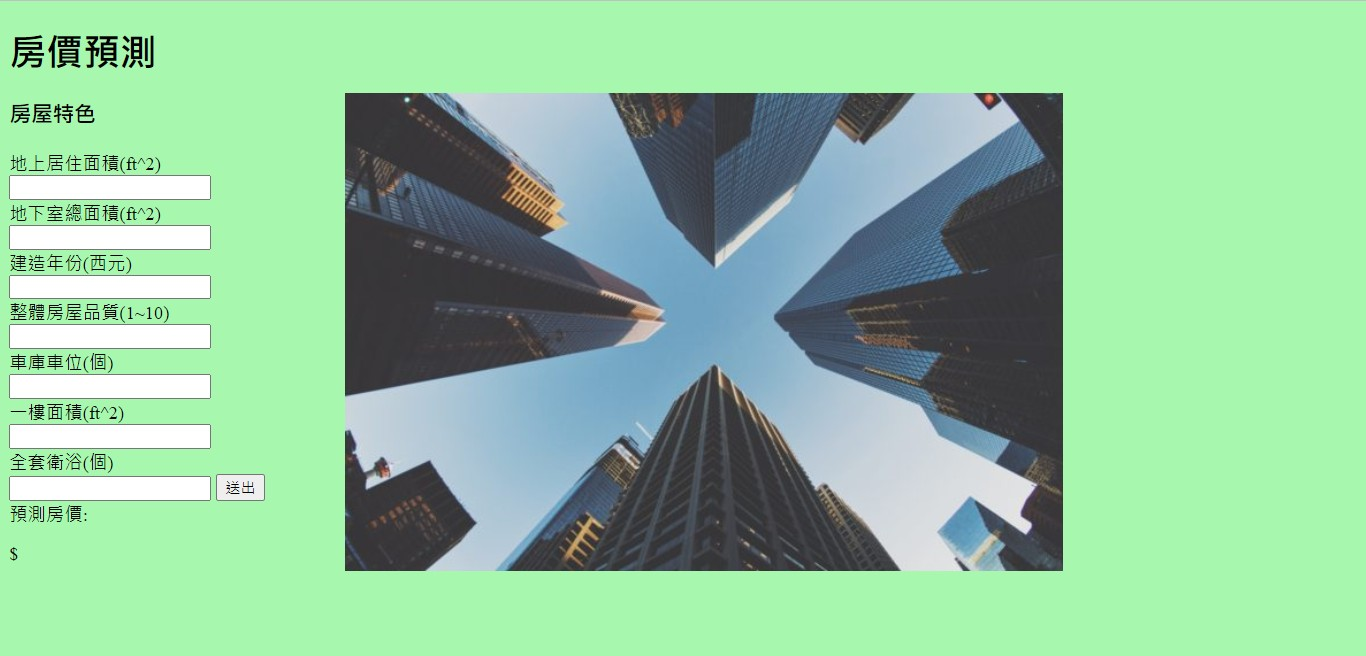 房價預測
房屋特色
地上居住面積(ft^2)
地下室總面積(ft^2)
建造年份(西元)
整體房屋品質(1~10)
車庫車位(個)
一樓面積(ft^2)
全套衛浴(個)
送出
預測房價:
$